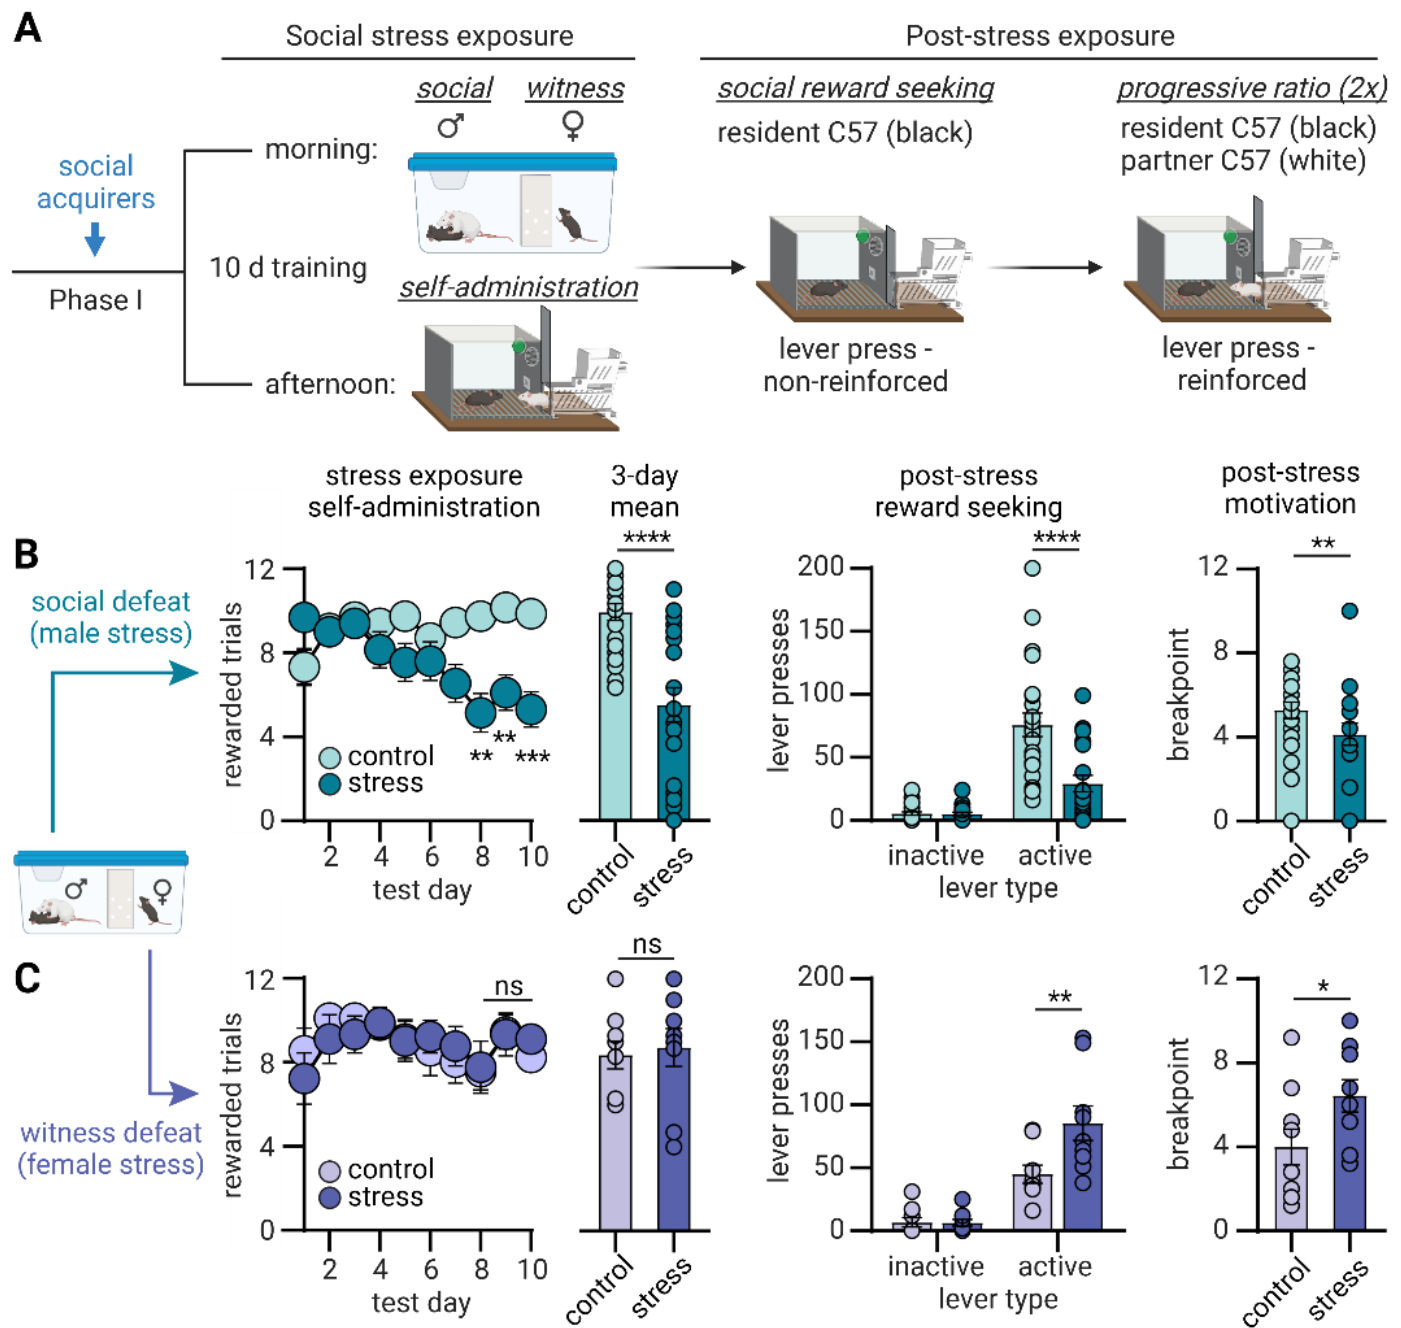 A
Social stress exposure
Post-stress exposure
social
witness
♂
♀
social reward seeking
resident C57 (black)
progressive ratio (2x)
resident C57 (black)
partner C57 (white)
social
acquirers
Phase I
morning:
10 d training
self-administration
afternoon:
lever press -
non-reinforced
lever press -
reinforced
B
social defeat
(male stress)
stress exposure
self-administration
rewarded trials
12
8
4
0
control
stress
**
**
***
2
4
6
8
10
test day
3-day
mean
****
control
stress
post-stress
reward seeking
****
lever presses
200
150
100
50
0
inactive
active
lever type
post-stress
motivation
**
breakpoint
12
8
4
0
control
stress
♂
♀
C
witness defeat
(female stress)
rewarded trials
12
8
4
0
ns
control
stress
2
4
6
8
10
test day
ns
control
stress
lever presses
200
150
100
50
0
**
inactive
active
lever type
breakpoint
12
8
4
0
*
control
stress